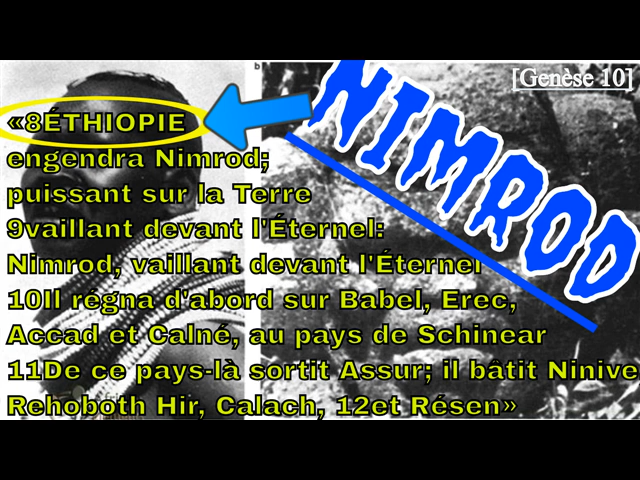 [Genèse 10]
NIMROD
«8ÉTHIOPIE
engendra Nimrod;
puissant sur la Terre
9vaillant devant l'Éternel:
Nimrod, vaillant devant l'Éternel
10Il régna d'abord sur Babel, Erec,
Accad et Calné, au pays de Schinear
11De ce pays-là sortit Assur; il bâtit Ninive
Rehoboth Hir, Calach, 12et Résen»